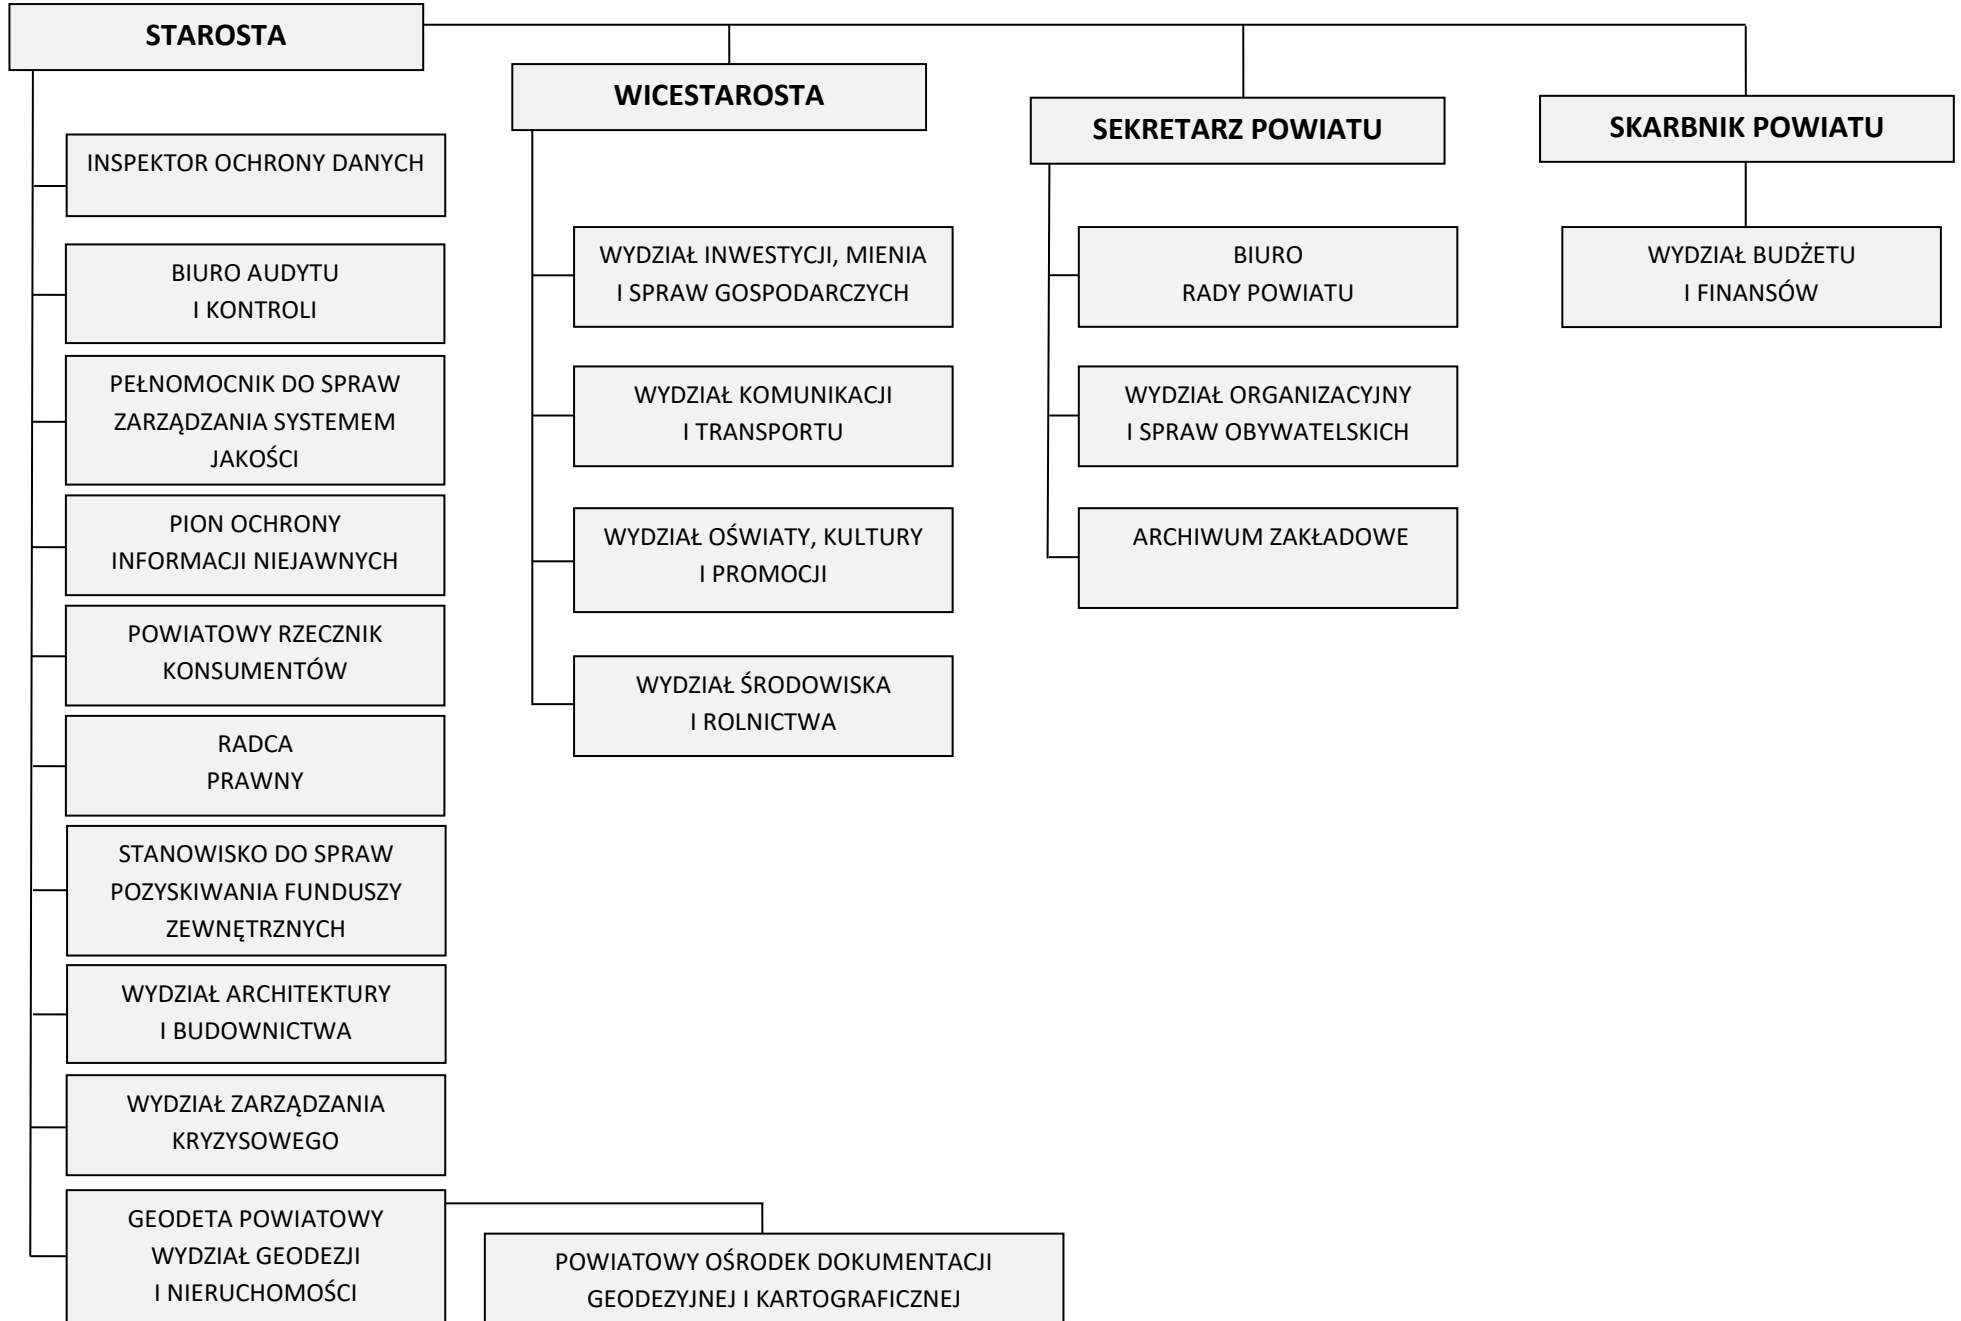 STAROSTA
INSPEKTOR OCHRONY DANYCH
BIURO AUDYTU
I KONTROLI
PEŁNOMOCNIK DO SPRAW
ZARZĄDZANIA SYSTEMEM
JAKOŚCI
PION OCHRONY
INFORMACJI NIEJAWNYCH
POWIATOWY RZECZNIK
KONSUMENTÓW
RADCA
PRAWNY
STANOWISKO DO SPRAW
POZYSKIWANIA FUNDUSZY
ZEWNĘTRZNYCH
WYDZIAŁ ARCHITEKTURY
I BUDOWNICTWA
WYDZIAŁ ZARZĄDZANIA
KRYZYSOWEGO
GEODETA POWIATOWY
WYDZIAŁ GEODEZJI
I NIERUCHOMOŚCI
POWIATOWY OŚRODEK DOKUMENTACJI
GEODEZYJNEJ I KARTOGRAFICZNEJ
WICESTAROSTA
WYDZIAŁ INWESTYCJI, MIENIA
I SPRAW GOSPODARCZYCH
WYDZIAŁ KOMUNIKACJI
I TRANSPORTU
WYDZIAŁ OŚWIATY, KULTURY
I PROMOCJI
WYDZIAŁ ŚRODOWISKA
I ROLNICTWA
SEKRETARZ POWIATU
BIURO
RADY POWIATU
WYDZIAŁ ORGANIZACYJNY
I SPRAW OBYWATELSKICH
ARCHIWUM ZAKŁADOWE
SKARBNIK POWIATU
WYDZIAŁ BUDŻETU
I FINANSÓW